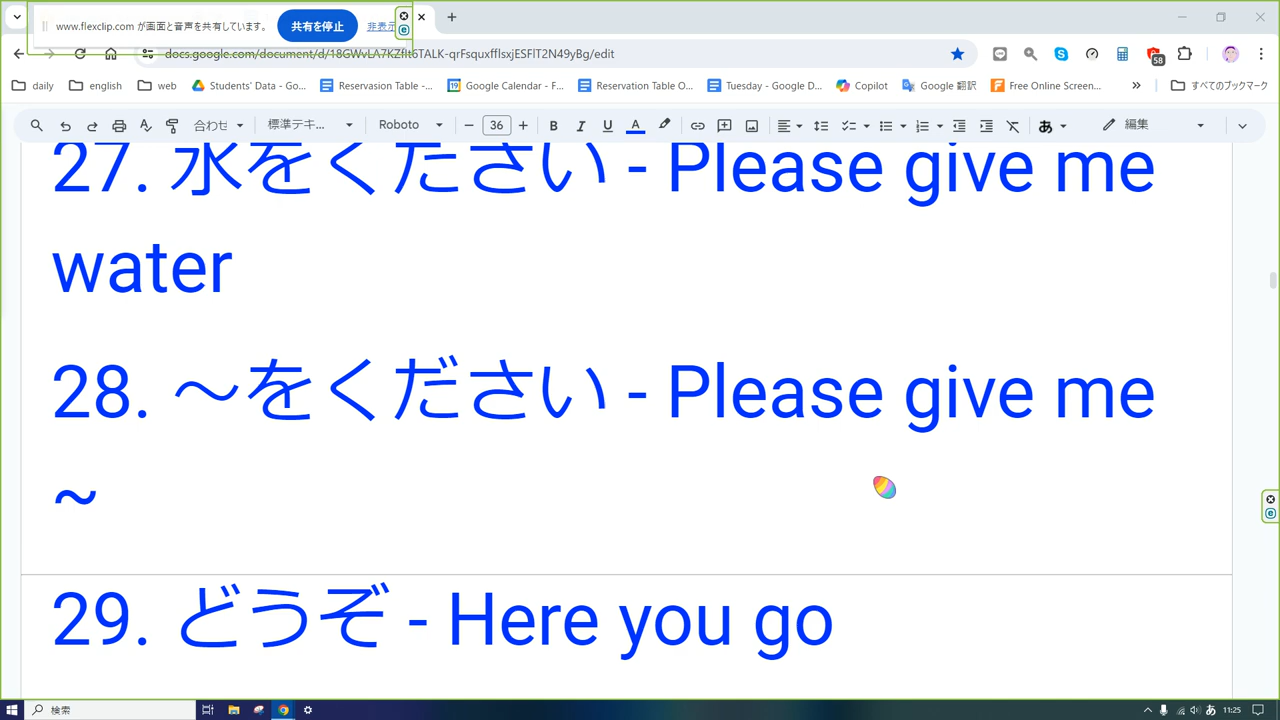 www.flexclip.com が画面と音声を共有しています。 共有を停止 非表示
docs.google.com/document/d/18GWvLA7KZflt6TALK-grFsquxfflsxjESFlT2N49yBg/edit
58
daily english web Students' Data - Go... Reservasion Table -... Google Calendar - F... Reservation Table O... Tuesday - Google D... Copilot Google 翻訳 Free Online Screen... すべてのブックマーク
合わせ 標準テキ... Roboto 36 B I U A あ 編集
27. 水をください - Please give me
water
28. ～をください - Please give me
~
29. どうぞ - Here you go
検索 あ 11:25